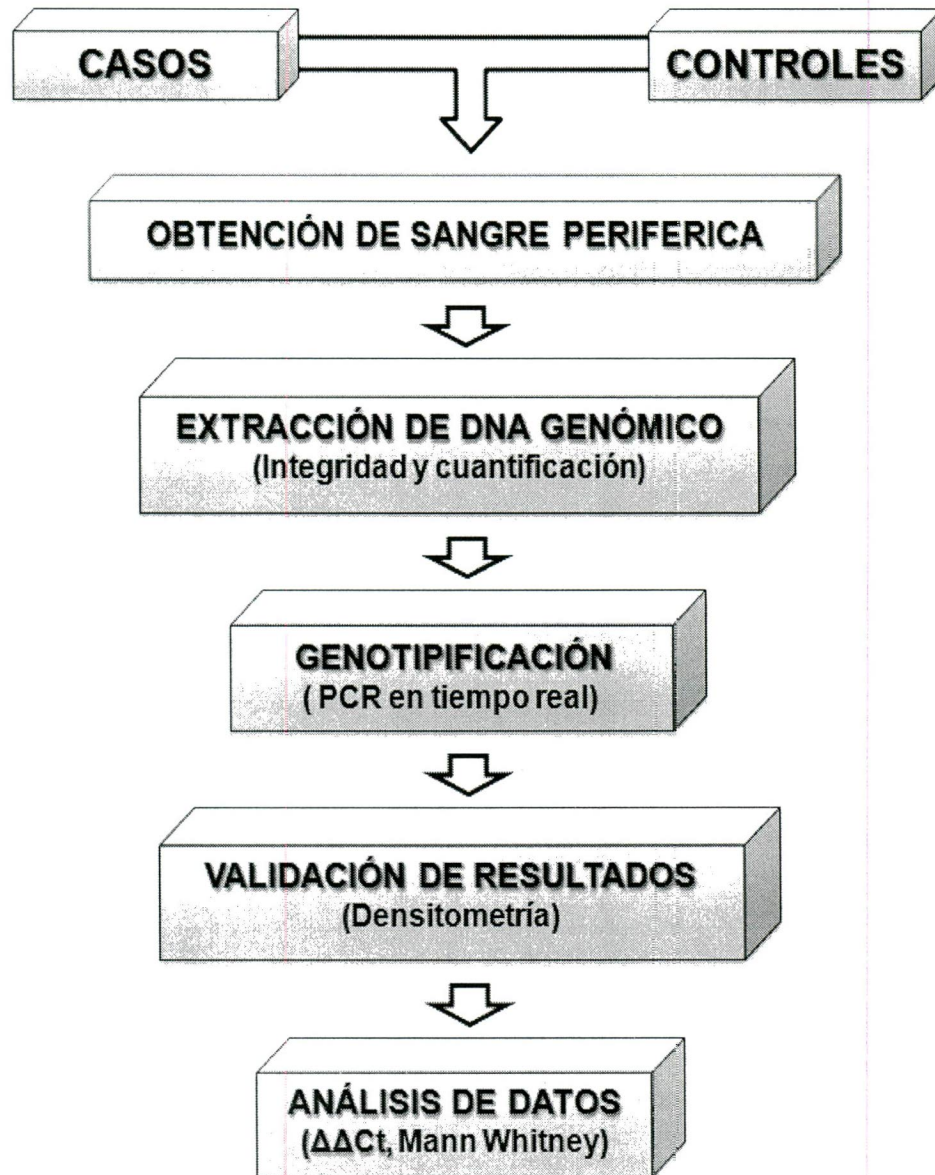 CASOS
CONTROLES
OBTENCIÓN DE SANGRE PERIFERICA
EXTRACCIÓN DE DNA GENÓMICO
(Integridad y cuantificación)
GENOTIPIFICACIÓN
( PCR en tiempo real)
VALIDACIÓN DE RESULTADOS
(Densitometría)
ANÁLISIS DE DATOS
(ΔΔCt, Mann Whitney)